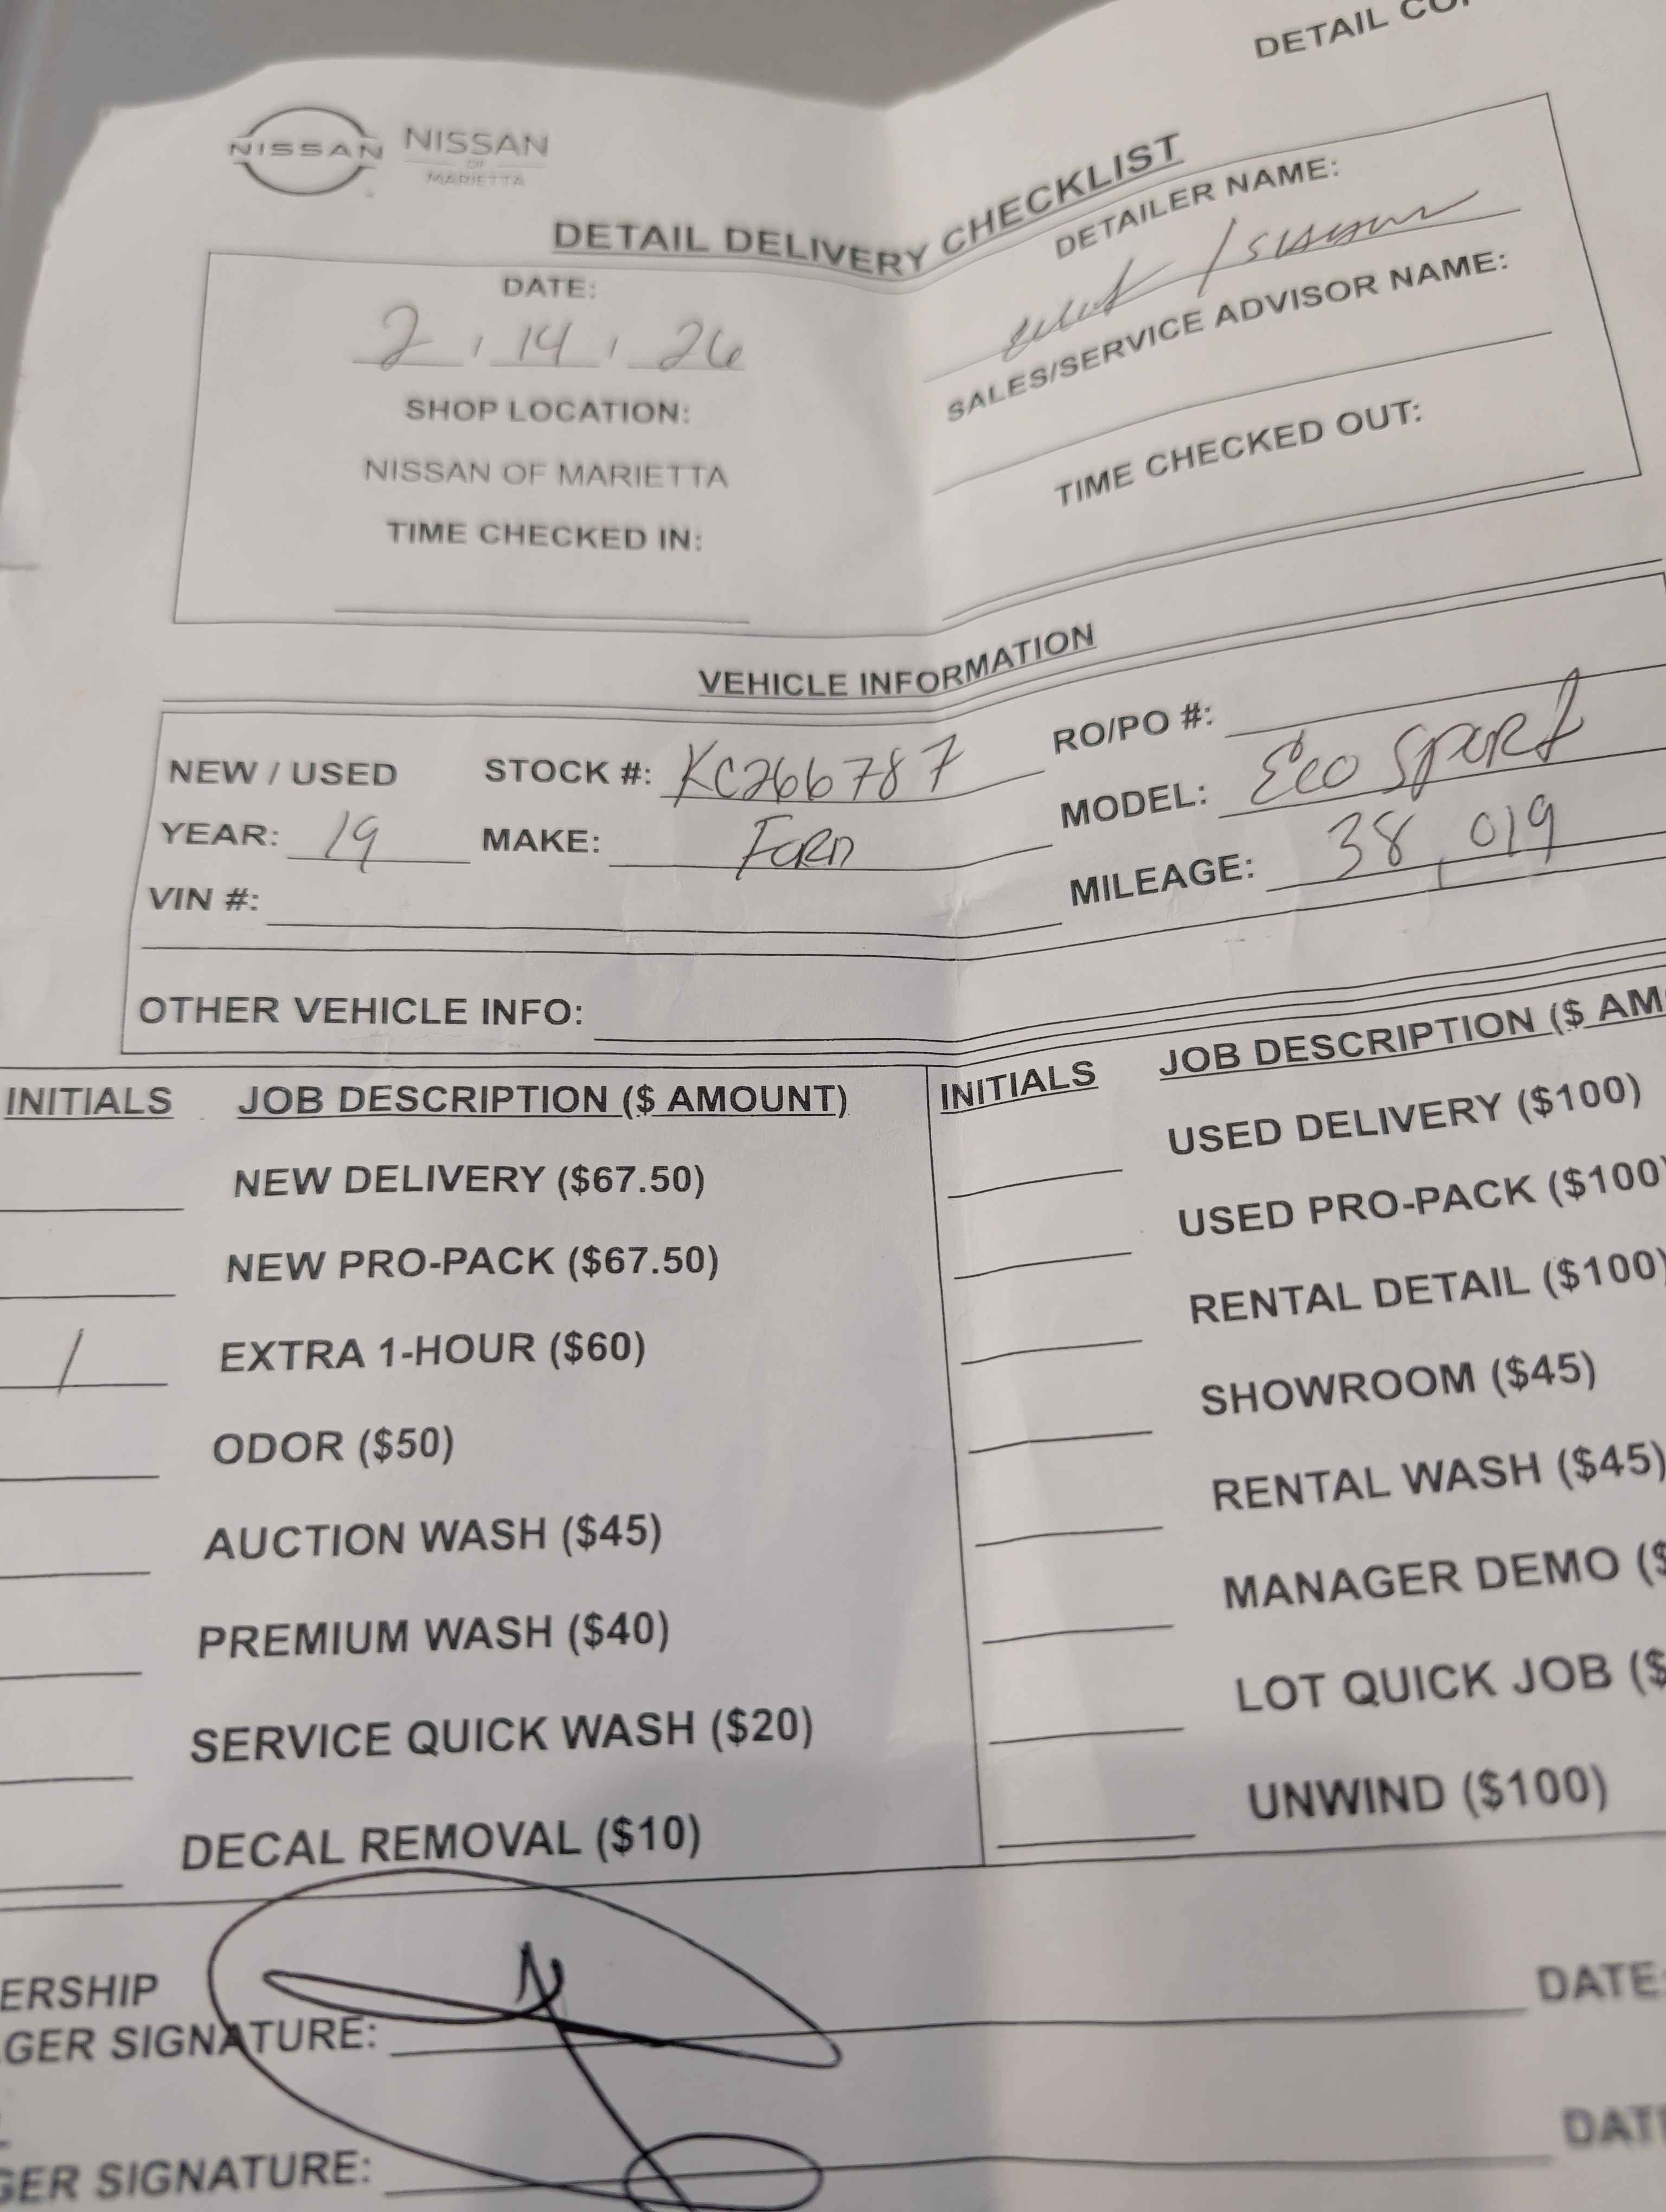 DETAIL
NISSAN NISSAN
OF
MARIETTA
DETAIL DELIVERY CHECKLIST
DATE:
2 / 14 / 26
SHOP LOCATION:
NISSAN OF MARIETTA
TIME CHECKED IN:
DETAILER NAME:
SALES/SERVICE ADVISOR NAME:
TIME CHECKED OUT:
VEHICLE INFORMATION
NEW / USED STOCK #: KC266787 RO/PO #:
YEAR: 19 MAKE: FORD MODEL: Eco SPORT
VIN #: MILEAGE: 38,019
OTHER VEHICLE INFO:
INITIALS JOB DESCRIPTION ($ AMOUNT)
NEW DELIVERY ($67.50)
NEW PRO-PACK ($67.50)
/ EXTRA 1-HOUR ($60)
ODOR ($50)
AUCTION WASH ($45)
PREMIUM WASH ($40)
SERVICE QUICK WASH ($20)
DECAL REMOVAL ($10)
INITIALS JOB DESCRIPTION ($ AM
USED DELIVERY ($100)
USED PRO-PACK ($100)
RENTAL DETAIL ($100)
SHOWROOM ($45)
RENTAL WASH ($45)
MANAGER DEMO ($
LOT QUICK JOB ($
UNWIND ($100)
ERSHIP
GER SIGNATURE: DATE:
GER SIGNATURE: DAT